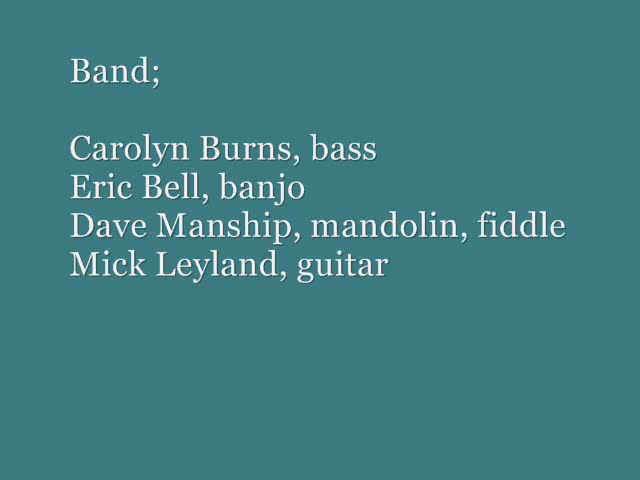 Band;
Carolyn Burns, bass
Eric Bell, banjo
Dave Manship, mandolin, fiddle
Mick Leyland, guitar